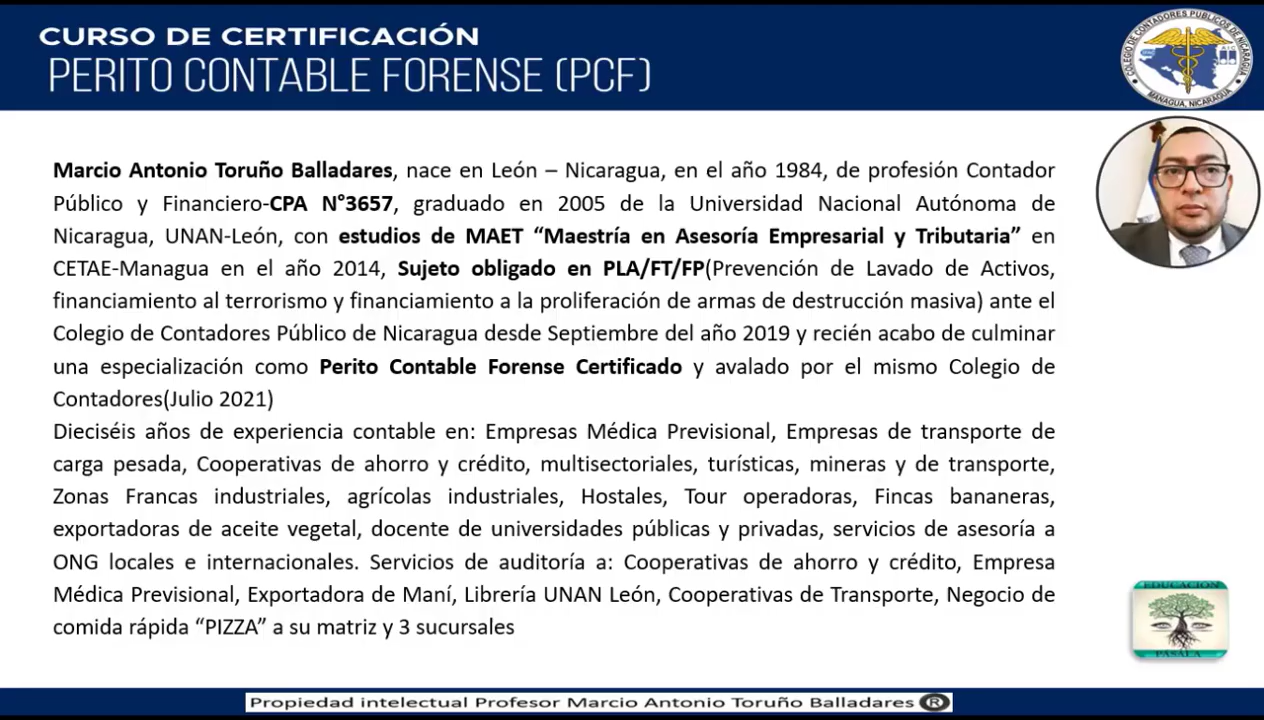 CURSO DE CERTIFICACIÓN
PERITO CONTABLE FORENSE (PCF)
COLEGIO DE CONTADORES PUBLICOS DE NICARAGUA
MANAGUA, NICARAGUA
Marcio Antonio Toruño Balladares, nace en León – Nicaragua, en el año 1984, de profesión Contador
Público y Financiero-CPA N°3657, graduado en 2005 de la Universidad Nacional Autónoma de
Nicaragua, UNAN-León, con estudios de MAET “Maestría en Asesoría Empresarial y Tributaria” en
CETAE-Managua en el año 2014, Sujeto obligado en PLA/FT/FP(Prevención de Lavado de Activos,
financiamiento al terrorismo y financiamiento a la proliferación de armas de destrucción masiva) ante el
Colegio de Contadores Público de Nicaragua desde Septiembre del año 2019 y recién acabo de culminar
una especialización como Perito Contable Forense Certificado y avalado por el mismo Colegio de
Contadores(Julio 2021)
Dieciséis años de experiencia contable en: Empresas Médica Previsional, Empresas de transporte de
carga pesada, Cooperativas de ahorro y crédito, multisectoriales, turísticas, mineras y de transporte,
Zonas Francas industriales, agrícolas industriales, Hostales, Tour operadoras, Fincas bananeras,
exportadoras de aceite vegetal, docente de universidades públicas y privadas, servicios de asesoría a
ONG locales e internacionales. Servicios de auditoría a: Cooperativas de ahorro y crédito, Empresa
Médica Previsional, Exportadora de Maní, Librería UNAN León, Cooperativas de Transporte, Negocio de
comida rápida “PIZZA” a su matriz y 3 sucursales
EDUCACIÓN
PASALA
Propiedad intelectual Profesor Marcio Antonio Toruño Balladares ®